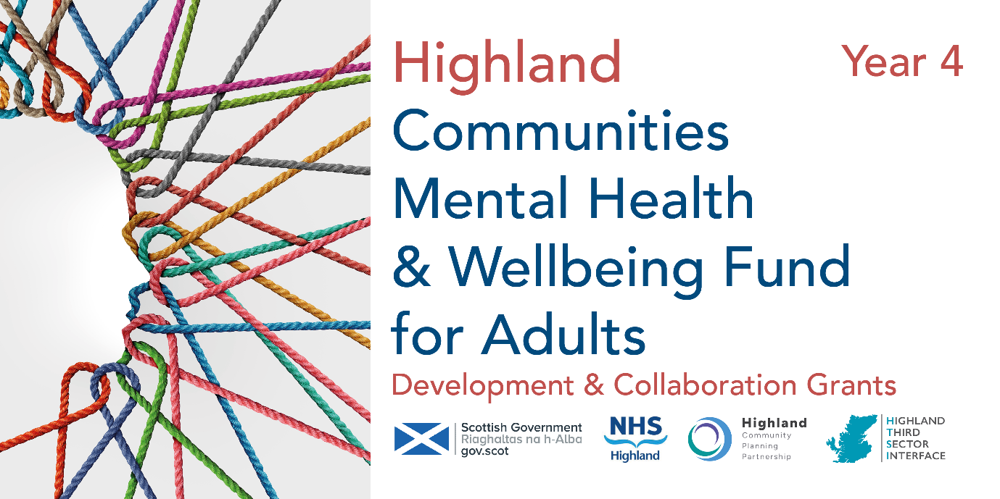 Highland
Year 4
Communities
Mental Health
& Wellbeing Fund
for Adults
Development & Collaboration Grants
Scottish Government
Riaghaltas na h-Alba
gov.scot
NHS
Highland
Highland
Community
Planning
Partnership
HIGHLAND
THIRD
SECTOR
INTERFACE